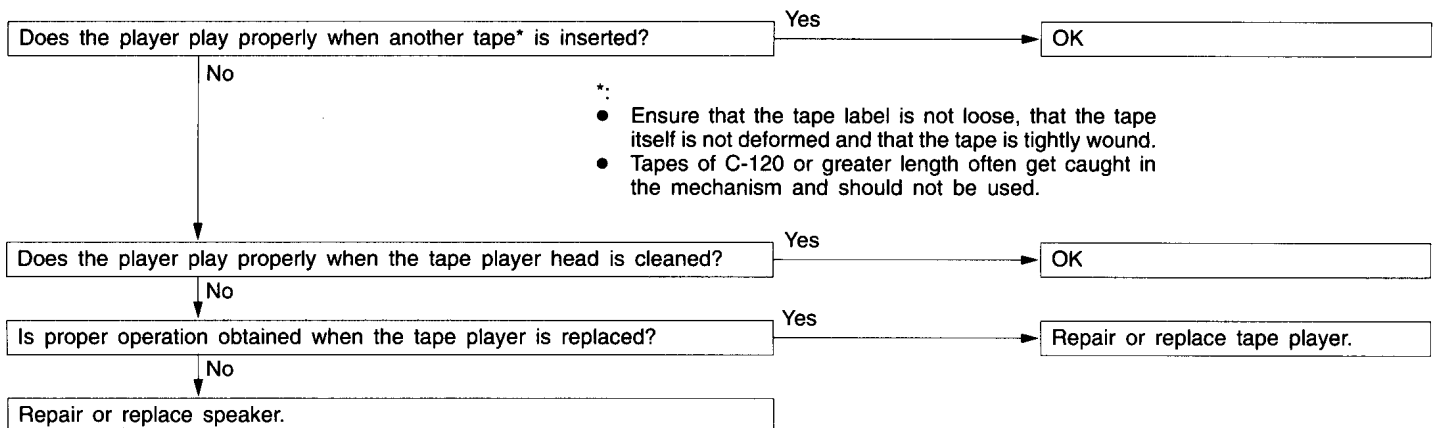 Does the player play properly when another tape* is inserted?
Yes
OK
No
*:
● Ensure that the tape label is not loose, that the tape
itself is not deformed and that the tape is tightly wound.
● Tapes of C-120 or greater length often get caught in
the mechanism and should not be used.
Does the player play properly when the tape player head is cleaned?
Yes
OK
No
Is proper operation obtained when the tape player is replaced?
Yes
Repair or replace tape player.
No
Repair or replace speaker.